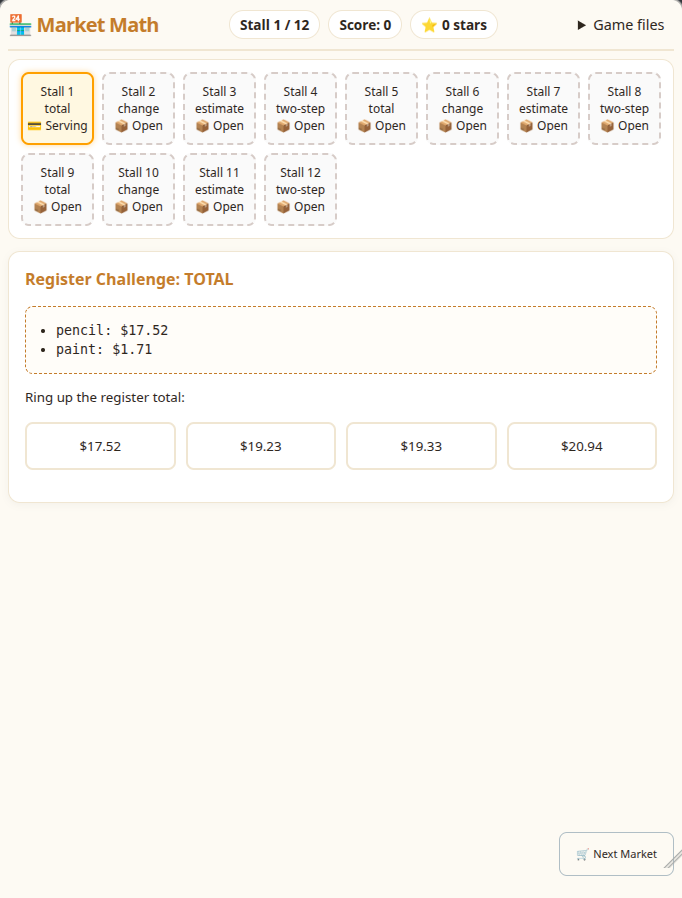 🏪 Market Math
Stall 1 / 12
Score: 0
⭐ 0 stars
▶ Game files
Stall 1
total
💳 Serving
Stall 2
change
📦 Open
Stall 3
estimate
📦 Open
Stall 4
two-step
📦 Open
Stall 5
total
📦 Open
Stall 6
change
📦 Open
Stall 7
estimate
📦 Open
Stall 8
two-step
📦 Open
Stall 9
total
📦 Open
Stall 10
change
📦 Open
Stall 11
estimate
📦 Open
Stall 12
two-step
📦 Open
Register Challenge: TOTAL
• pencil: $17.52
• paint: $1.71
Ring up the register total:
$17.52
$19.23
$19.33
$20.94
🛒 Next Market